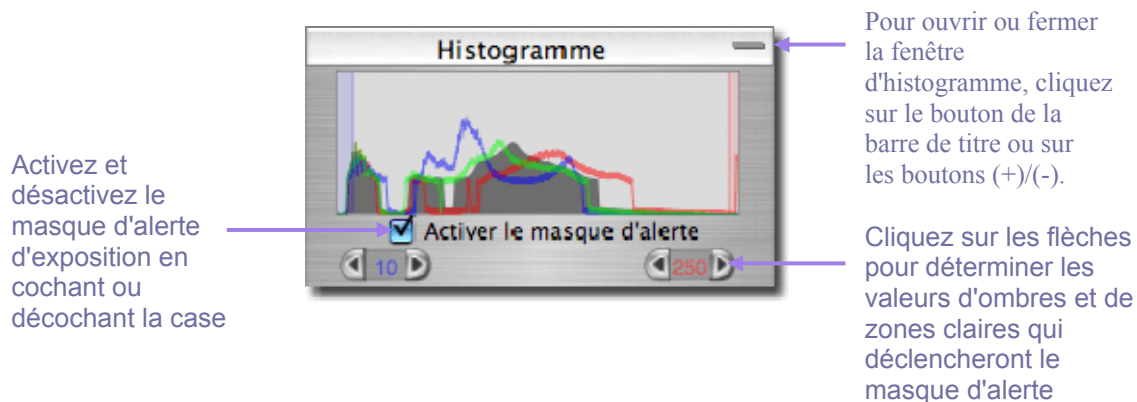 Histogramme
Activer le masque d'alerte
10
250
Activez et
désactivez le
masque d'alerte
d'exposition en
cochant ou
décochant la case
Pour ouvrir ou fermer
la fenêtre
d'histogramme, cliquez
sur le bouton de la
barre de titre ou sur
les boutons (+)/(-).
Cliquez sur les flèches
pour déterminer les
valeurs d'ombres et de
zones claires qui
déclencheront le
masque d'alerte